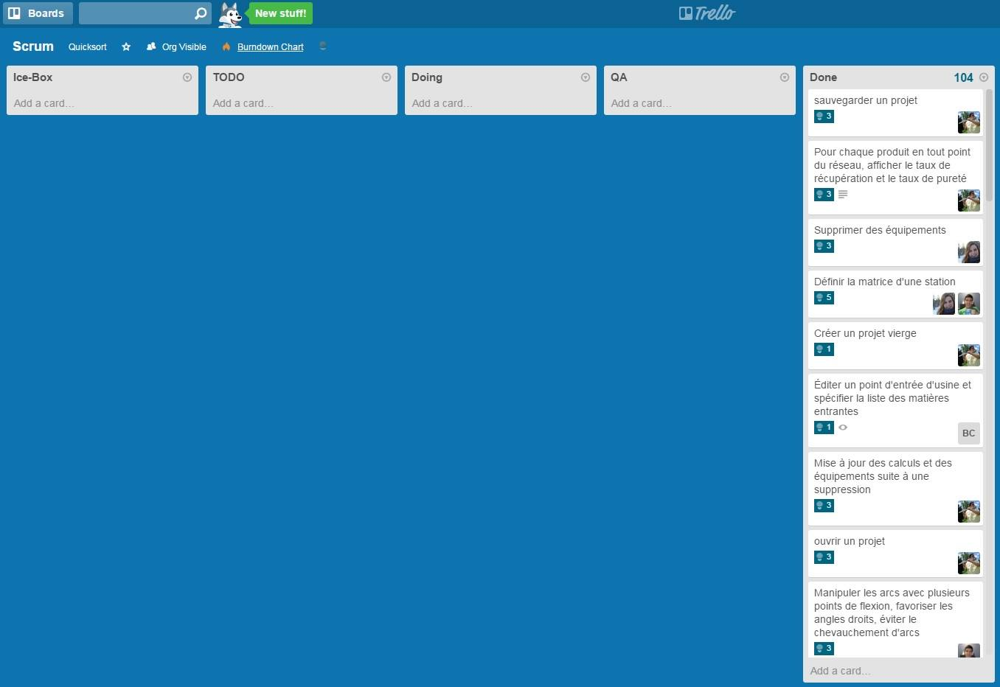 Boards
New stuff!
Trello
Scrum
Quicksort
Org Visible
Burndown Chart
Ice-Box
Add a card…
TODO
Add a card…
Doing
Add a card…
QA
Add a card…
Done
104
sauvegarder un projet
3
Pour chaque produit en tout point
du réseau, afficher le taux de
récupération et le taux de pureté
3
Supprimer des équipements
3
Définir la matrice d'une station
5
Créer un projet vierge
1
Éditer un point d'entrée d'usine et
spécifier la liste des matières
entrantes
1
BC
Mise à jour des calculs et des
équipements suite à une
suppression
3
ouvrir un projet
3
Manipuler les arcs avec plusieurs
points de flexion, favoriser les
angles droits, éviter le
chevauchement d'arcs
3
Add a card…